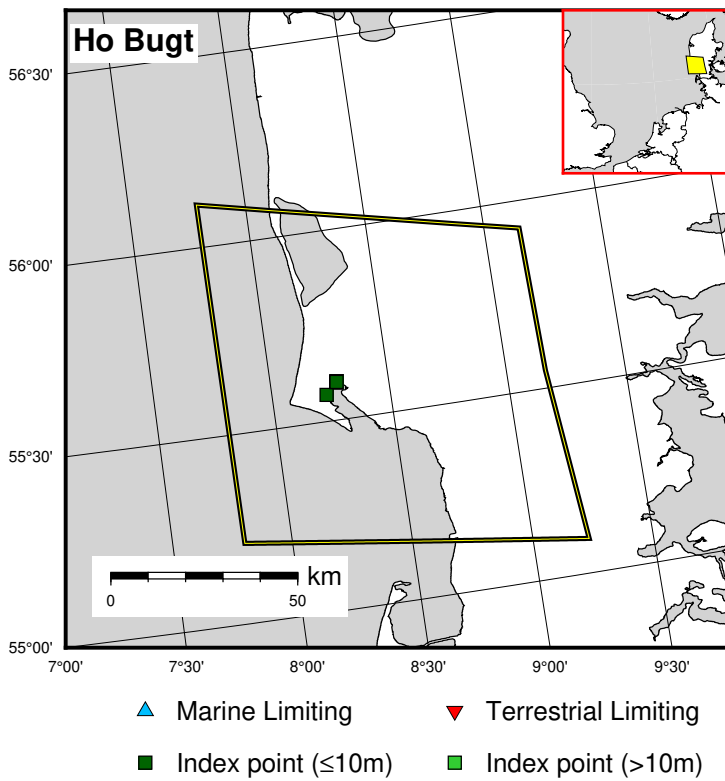 Ho Bugt
56°30'
56°00'
55°30'
55°00'
7°00' 7°30' 8°00' 8°30' 9°00' 9°30'
km
0 50
Marine Limiting Terrestrial Limiting
Index point (≤10m) Index point (>10m)